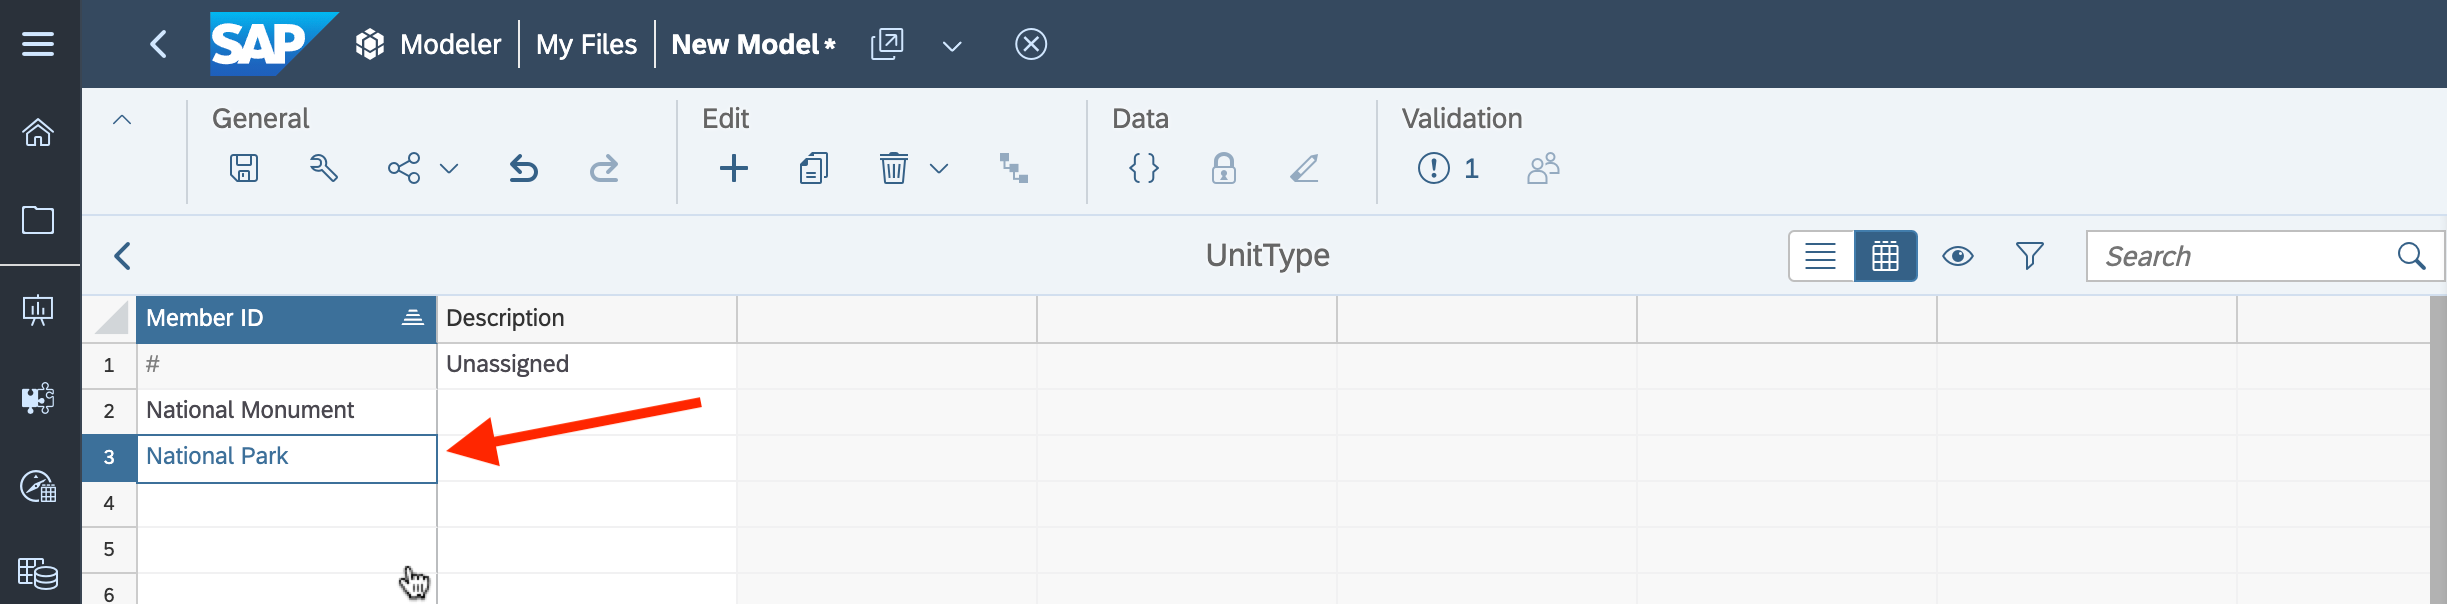 SAP Modeler My Files New Model *
General Edit Data Validation
1
UnitType
Search
Member ID Description
1 # Unassigned
2 National Monument
3 National Park
4
5
6